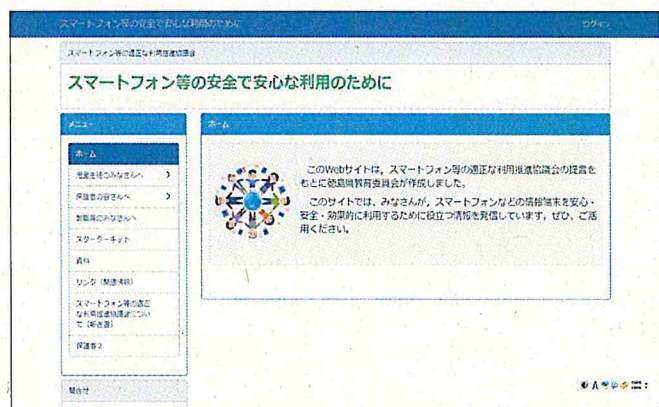 スマートフォン等の安全で安心な利用のために
ログイン
スマートフォン等の適正な利用推進協議会
スマートフォン等の安全で安心な利用のために
メニュー
ホーム
ホーム
児童生徒のみなさんへ
保護者の皆さんへ
教職員のみなさんへ
スターターキット
資料
リンク（関連情報）
スマートフォン等の適正
な利用推進協議会につい
て（報告書）
保護者2
問合せ
このWebサイトは，スマートフォン等の適正な利用推進協議会の提言を
もとに徳島県教育委員会が作成しました。
このサイトでは、みなさんが，スマートフォンなどの情報端末を安心・
安全・効果的に利用するために役立つ情報を発信しています。ぜひ、ご活
用ください。